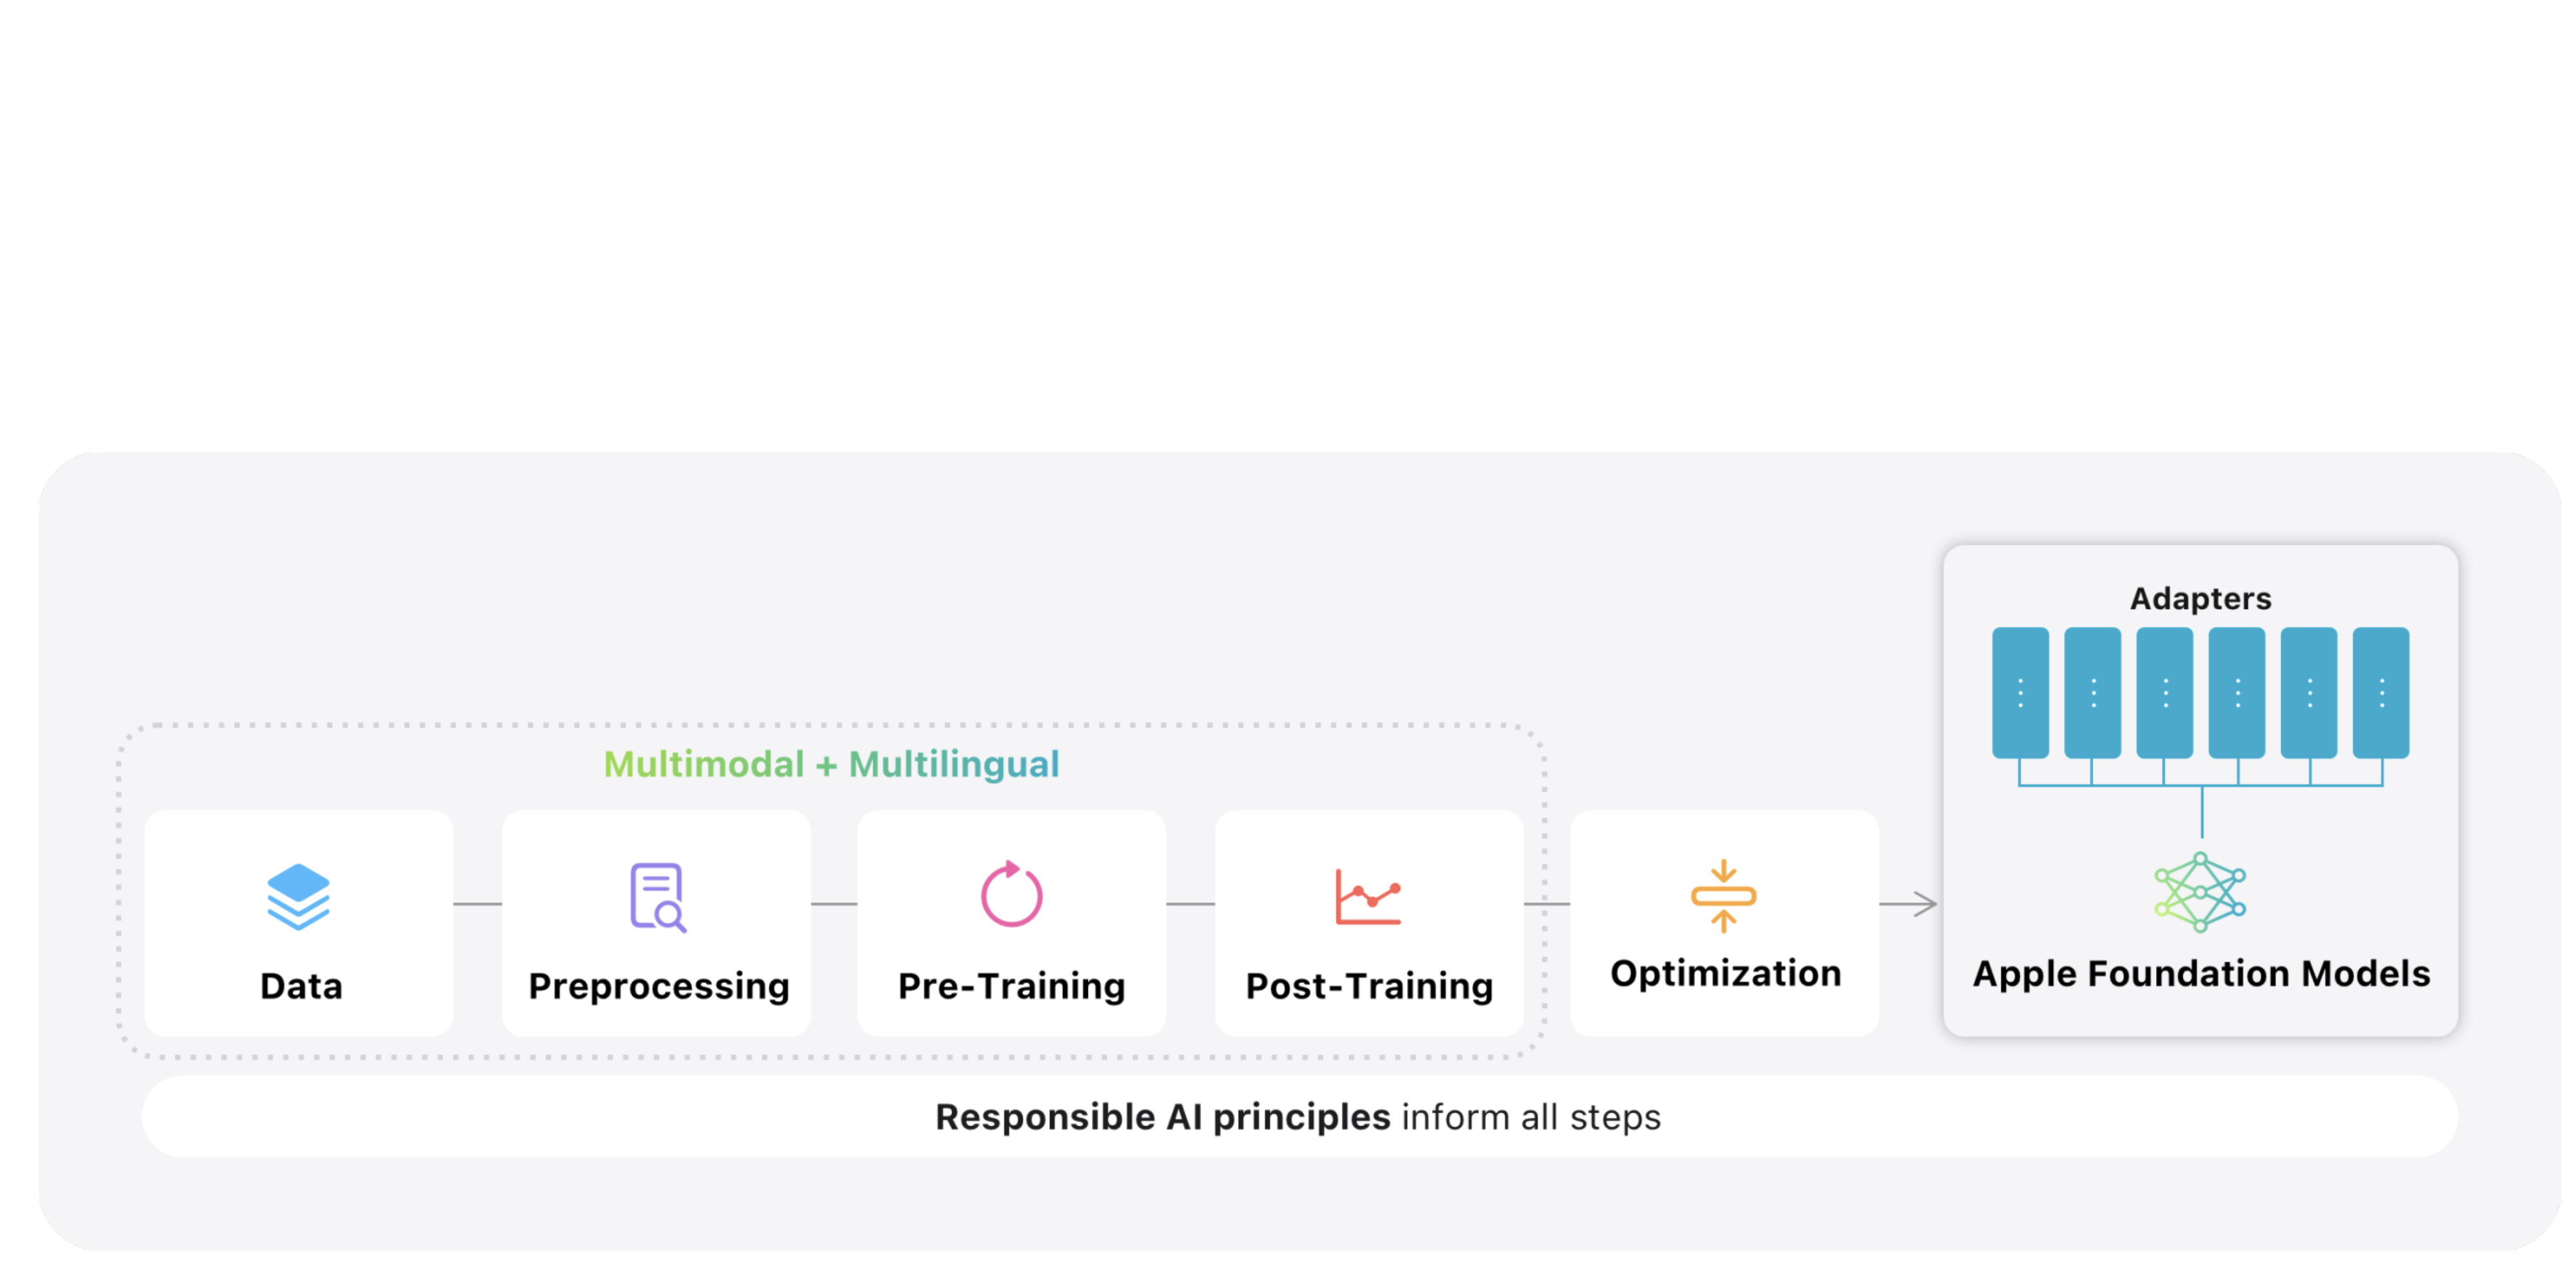 Adapters
Multimodal + Multilingual
Data
Preprocessing
Pre-Training
Post-Training
Optimization
Apple Foundation Models
Responsible AI principles inform all steps